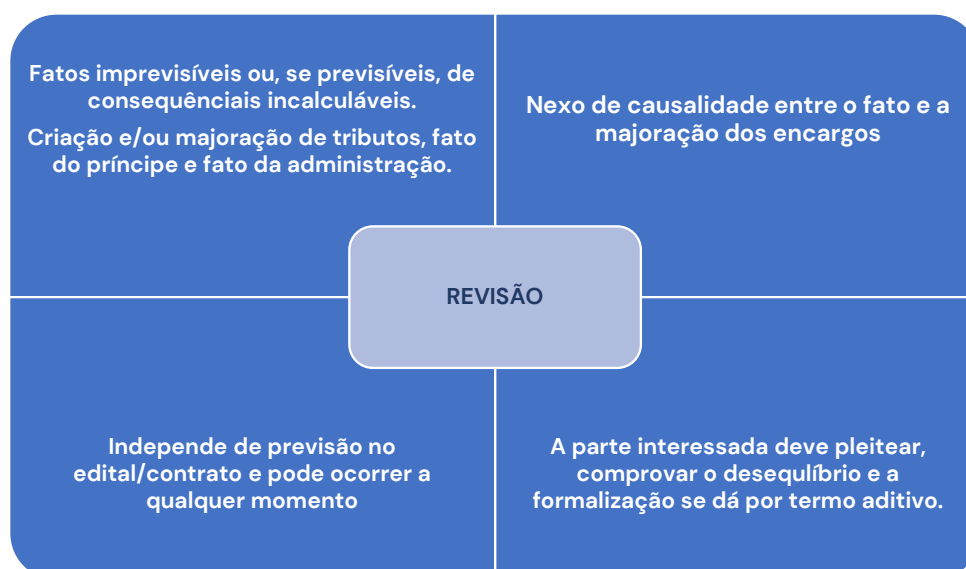 Fatos imprevisíveis ou, se previsíveis, de
consequênciais incalculáveis.
Criação e/ou majoração de tributos, fato
do príncipe e fato da administração.
Nexo de causalidade entre o fato e a
majoração dos encargos
REVISÃO
Independe de previsão no
edital/contrato e pode ocorrer a
qualquer momento
A parte interessada deve pleitear,
comprovar o desequlíbrio e a
formalização se dá por termo aditivo.